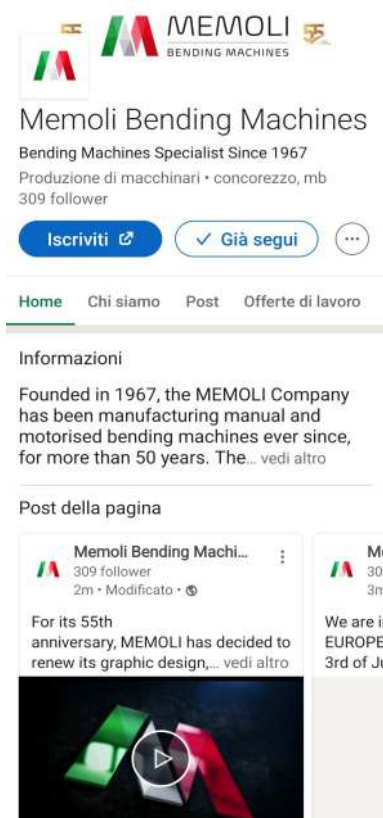 55
MEMOLI
BENDING MACHINES
55
Memoli Bending Machines
Bending Machines Specialist Since 1967
Produzione di macchinari • concorezzo, mb
309 follower
Iscriviti
Già segui
Home Chi siamo Post Offerte di lavoro
Informazioni
Founded in 1967, the MEMOLI Company
has been manufacturing manual and
motorised bending machines ever since,
for more than 50 years. The... vedi altro
Post della pagina
Memoli Bending Machi...
309 follower
2m • Modificato •
For its 55th
anniversary, MEMOLI has decided to
renew its graphic design,... vedi altro
We are i
EUROPE
3rd of Ju